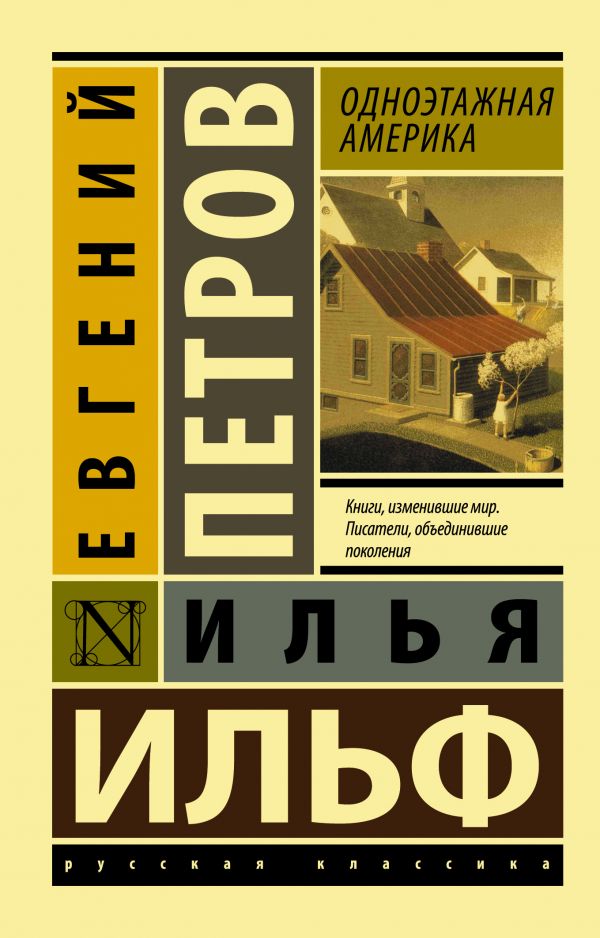 ЕВГЕНИЙ
ПЕТРОВ
ОДНОЭТАЖНАЯ
АМЕРИКА
Книги, изменившие мир.
Писатели, объединившие
поколения
N
ИЛЬЯ
ИЛЬФ
русская классика